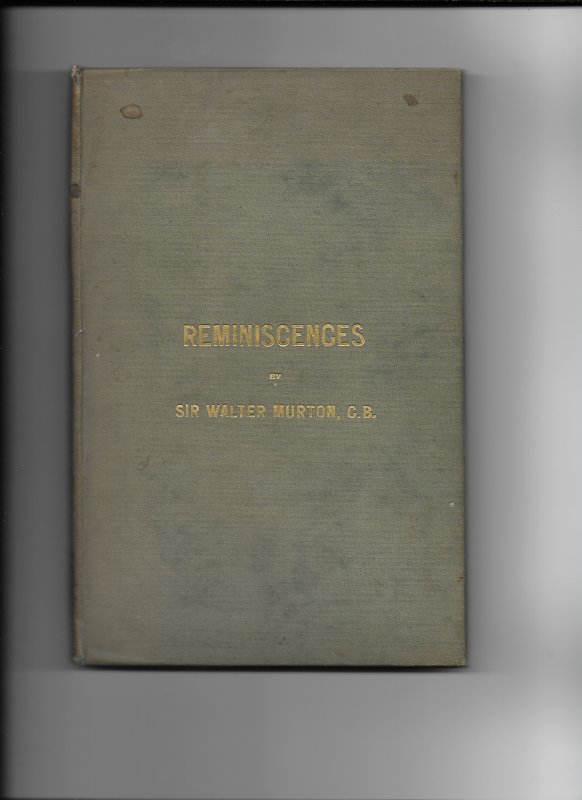 REMINISCENCES
BY
SIR WALTER MURTON, C.B.